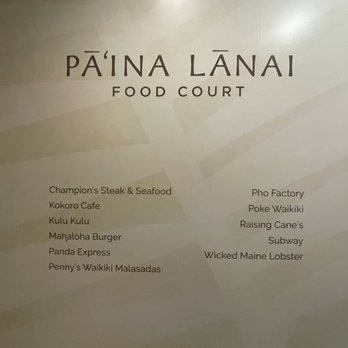 PĀ‘INA LĀNAI
FOOD COURT
Champion's Steak & Seafood
Kokoro Cafe
Kulu Kulu
Mahaloha Burger
Panda Express
Penny's Waikiki Malasadas
Pho Factory
Poke Waikiki
Raising Cane's
Subway
Wicked Maine Lobster